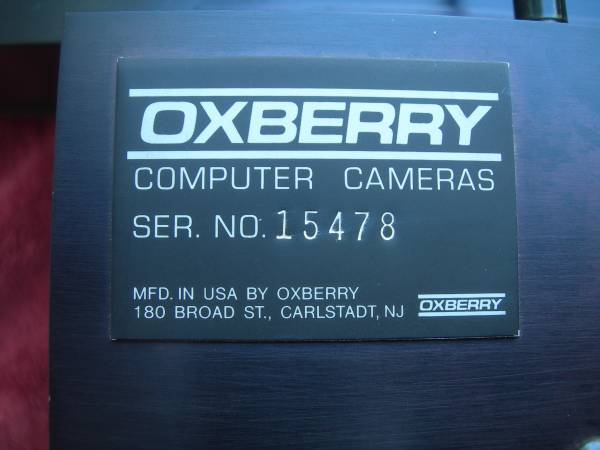 OXBERRY
COMPUTER CAMERAS
SER. NO. 15478
MFD. IN USA BY OXBERRY
180 BROAD ST., CARLSTADT, NJ
OXBERRY